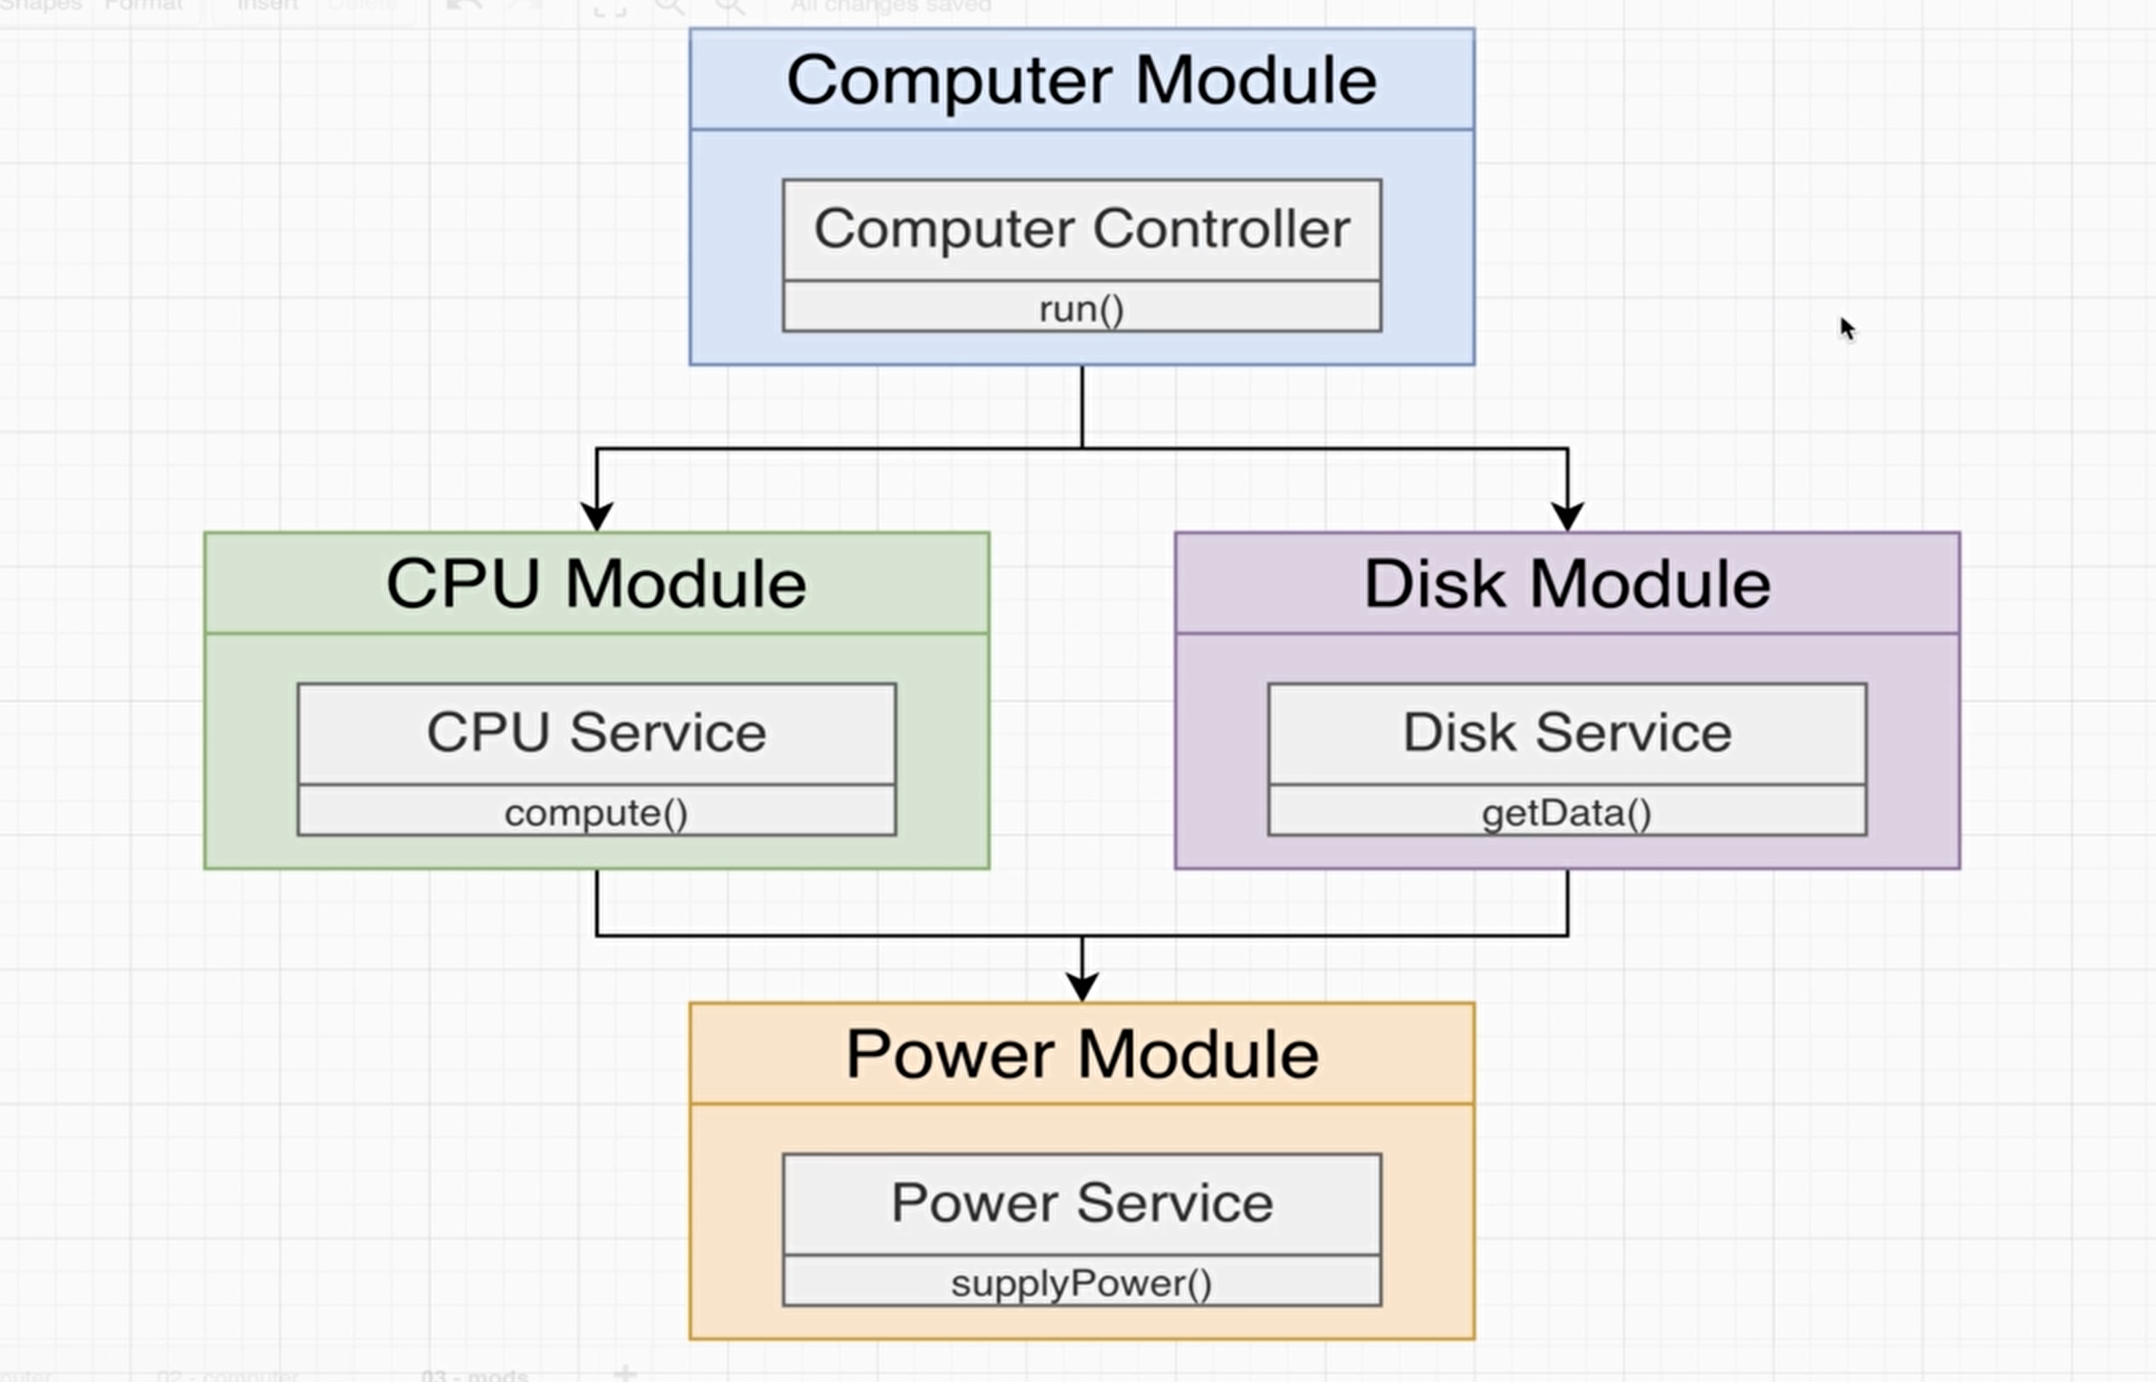 Shapes Format Insert Delete All changes saved
Computer Module
Computer Controller
run()
CPU Module
Disk Module
CPU Service
Disk Service
compute()
getData()
Power Module
Power Service
supplyPower()
02 - computer 03 - mods